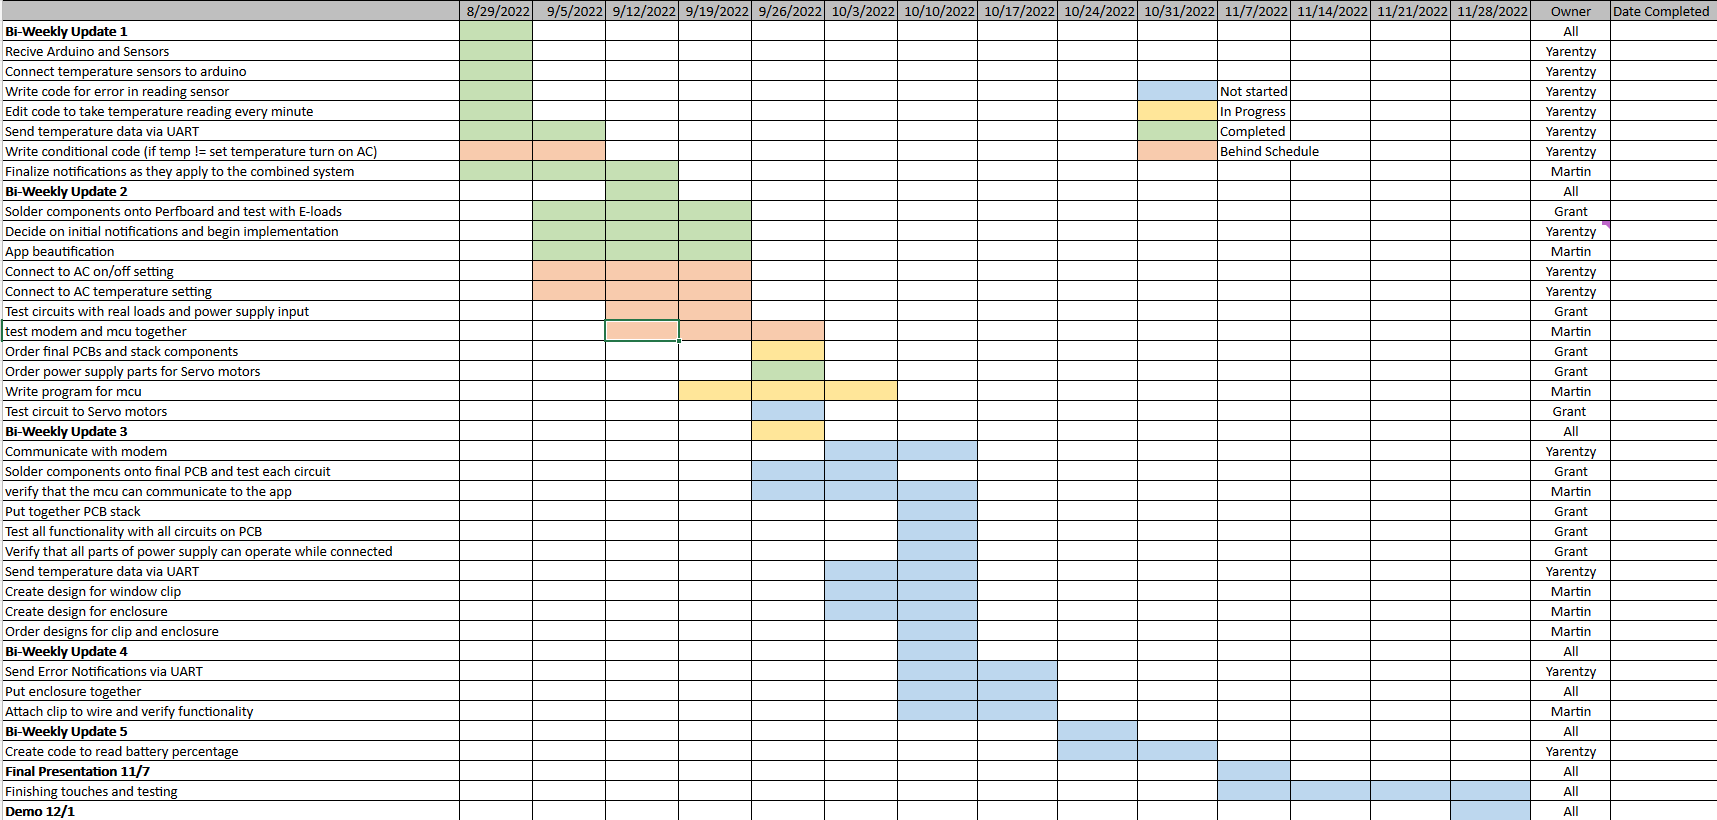 8/29/2022 9/5/2022 9/12/2022 9/19/2022 9/26/2022 10/3/2022 10/10/2022 10/17/2022 10/24/2022 10/31/2022 11/7/2022 11/14/2022 11/21/2022 11/28/2022 Owner Date Completed
Bi-Weekly Update 1 All
Recive Arduino and Sensors Yarentzy
Connect temperature sensors to arduino Yarentzy
Write code for error in reading sensor Not started Yarentzy
Edit code to take temperature reading every minute In Progress Yarentzy
Send temperature data via UART Completed Yarentzy
Write conditional code (if temp != set temperature turn on AC) Behind Schedule Yarentzy
Finalize notifications as they apply to the combined system Martin
Bi-Weekly Update 2 All
Solder components onto Perfboard and test with E-loads Grant
Decide on initial notifications and begin implementation Yarentzy
App beautification Martin
Connect to AC on/off setting Yarentzy
Connect to AC temperature setting Yarentzy
Test circuits with real loads and power supply input Grant
test modem and mcu together Martin
Order final PCBs and stack components Grant
Order power supply parts for Servo motors Grant
Write program for mcu Martin
Test circuit to Servo motors Grant
Bi-Weekly Update 3 All
Communicate with modem Yarentzy
Solder components onto final PCB and test each circuit Grant
verify that the mcu can communicate to the app Martin
Put together PCB stack Grant
Test all functionality with all circuits on PCB Grant
Verify that all parts of power supply can operate while connected Grant
Send temperature data via UART Yarentzy
Create design for window clip Martin
Create design for enclosure Martin
Order designs for clip and enclosure Martin
Bi-Weekly Update 4 All
Send Error Notifications via UART Yarentzy
Put enclosure together All
Attach clip to wire and verify functionality Martin
Bi-Weekly Update 5 All
Create code to read battery percentage Yarentzy
Final Presentation 11/7 All
Finishing touches and testing All
Demo 12/1 All